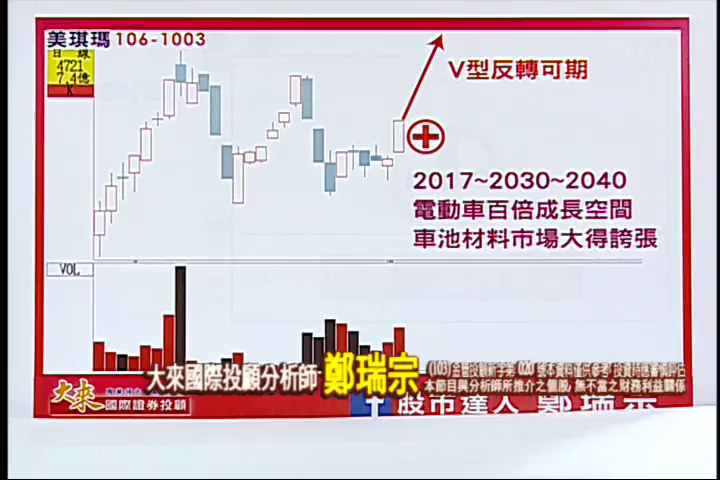 美琪瑪 106-1003
日線
4721
7.4億
K
V型反轉可期
2017~2030~2040
電動車百倍成長空間
車池材料市場大得誇張
VOL
大來國際投顧分析師 鄭瑞宗
本節目與分析師所推介之個股，無不當之財務利益關係
大來
國際證券投顧
股市達人 鄭瑞宗